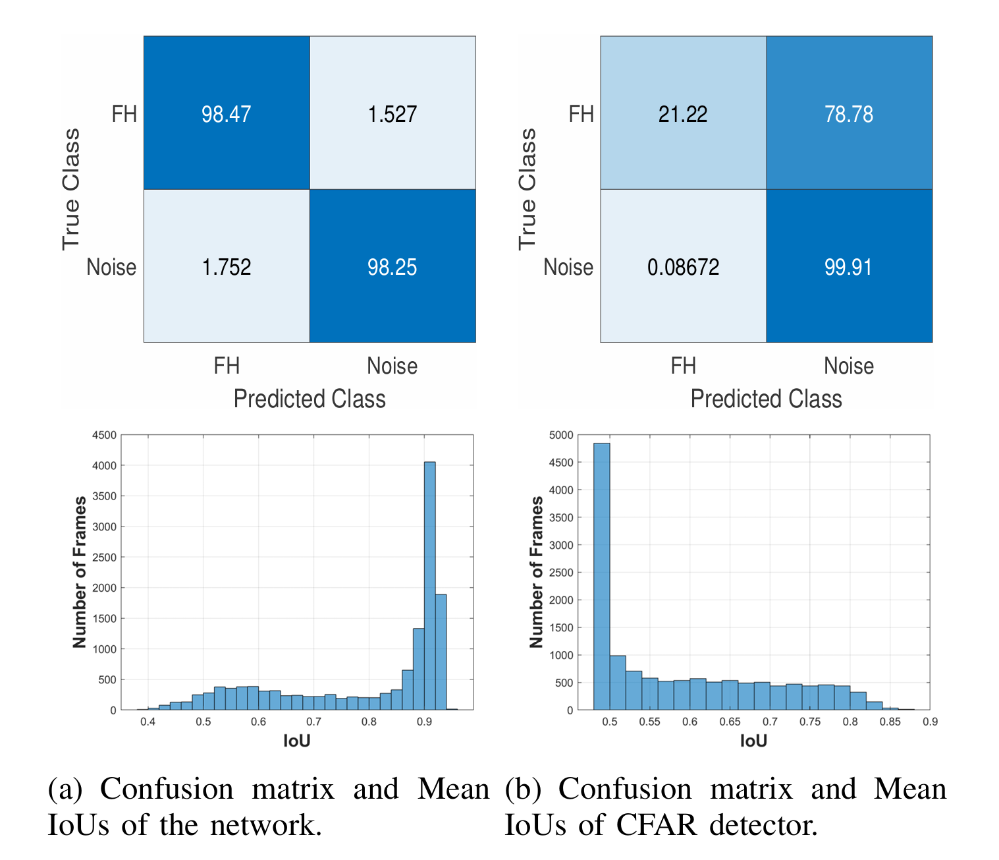 True Class
FH
98.47
1.527
Noise
1.752
98.25
FH
Noise
Predicted Class
True Class
FH
21.22
78.78
Noise
0.08672
99.91
FH
Noise
Predicted Class
Number of Frames
4500
4000
3500
3000
2500
2000
1500
1000
500
0
0.4
0.5
0.6
0.7
0.8
0.9
IoU
Number of Frames
5000
4500
4000
3500
3000
2500
2000
1500
1000
500
0
0.5
0.55
0.6
0.65
0.7
0.75
0.8
0.85
0.9
IoU
(a) Confusion matrix and Mean
IoUs of the network.
(b) Confusion matrix and Mean
IoUs of CFAR detector.